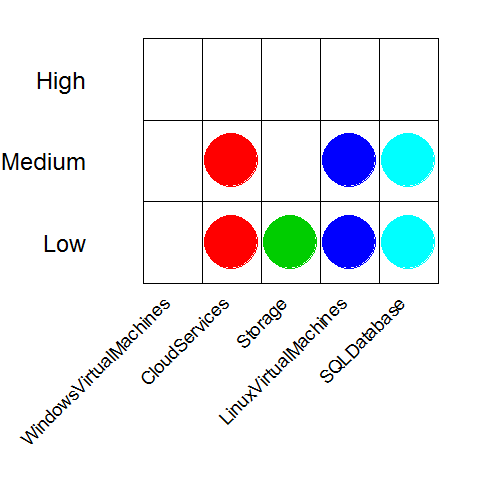 High
Medium
Low
WindowsVirtualMachines
CloudServices
Storage
LinuxVirtualMachines
SQLDatabase